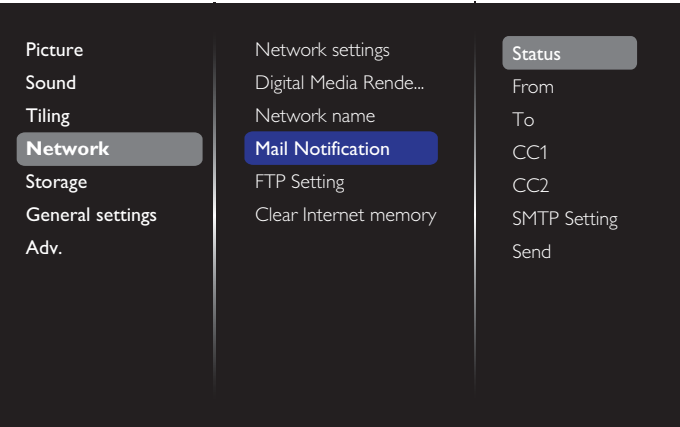 Picture
Sound
Tiling
Network
Storage
General settings
Adv.
Network settings
Digital Media Rende...
Network name
Mail Notification
FTP Setting
Clear Internet memory
Status
From
To
CC1
CC2
SMTP Setting
Send